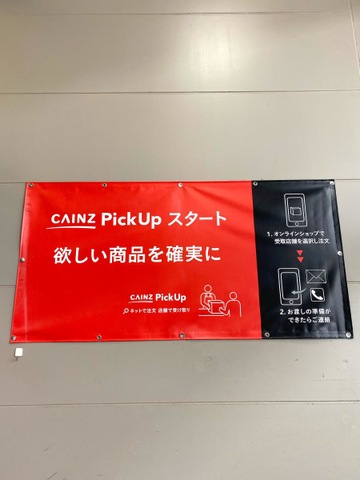 CAINZ PickUp スタート
欲しい商品を確実に
CAINZ PickUp
ネットで注文 店舗で受け取り
1. オンラインショップで
受取店舗を選択し注文
2. お渡しの準備が
できたらご連絡